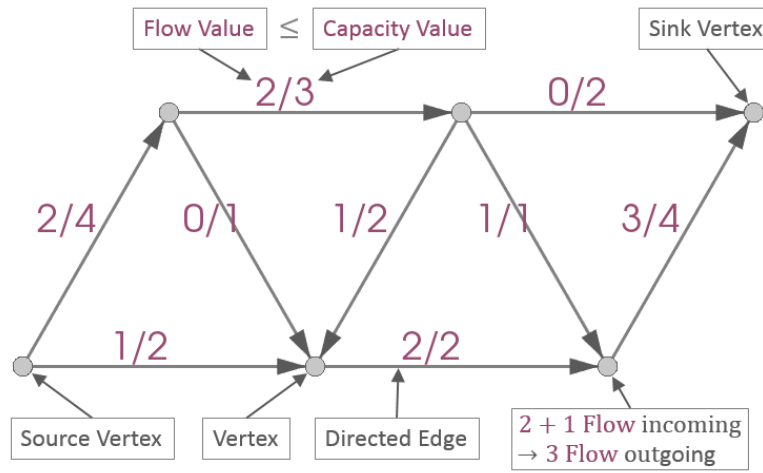 Flow Value ≤ Capacity Value
Sink Vertex
2/3
0/2
2/4
0/1
1/2
1/1
3/4
1/2
2/2
Source Vertex
Vertex
Directed Edge
2 + 1 Flow incoming
→ 3 Flow outgoing